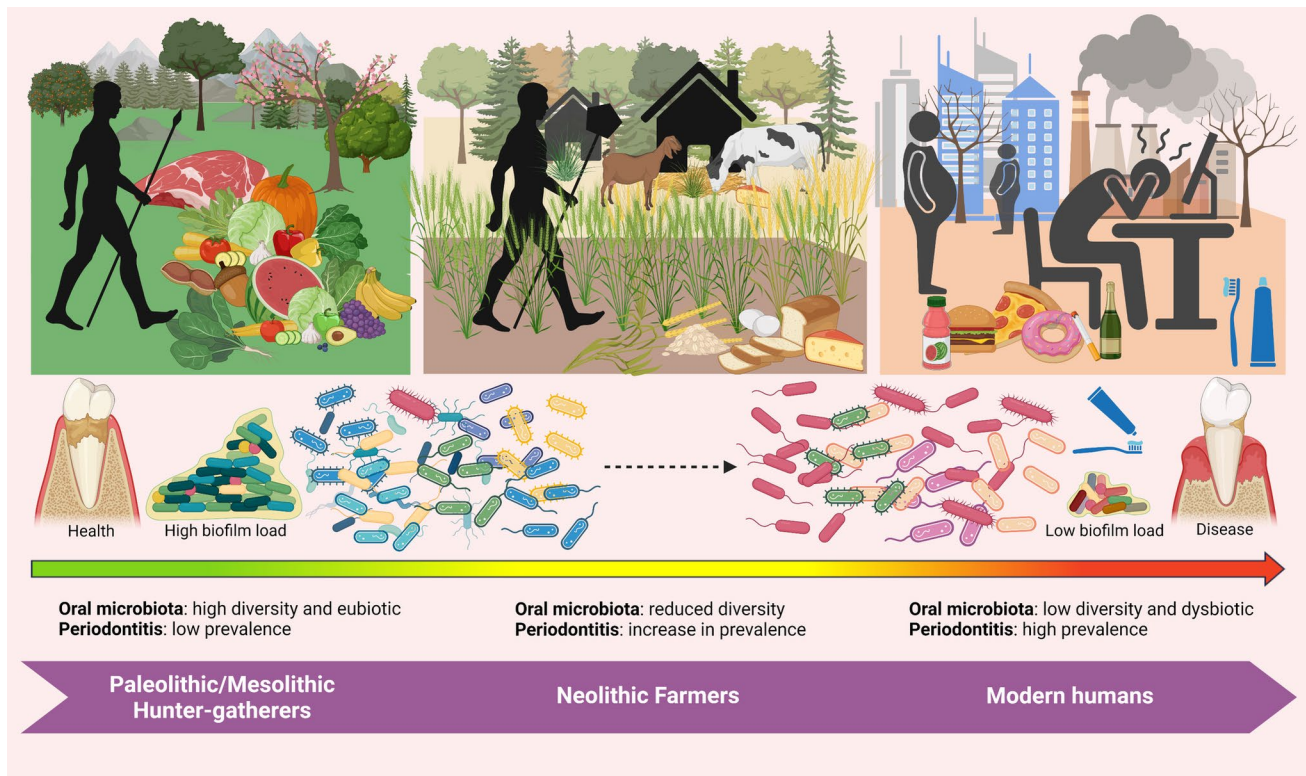 Health
High biofilm load
Low biofilm load
Disease
Oral microbiota: high diversity and eubiotic
Periodontitis: low prevalence
Oral microbiota: reduced diversity
Periodontitis: increase in prevalence
Oral microbiota: low diversity and dysbiotic
Periodontitis: high prevalence
Paleolithic/Mesolithic
Hunter-gatherers
Neolithic Farmers
Modern humans